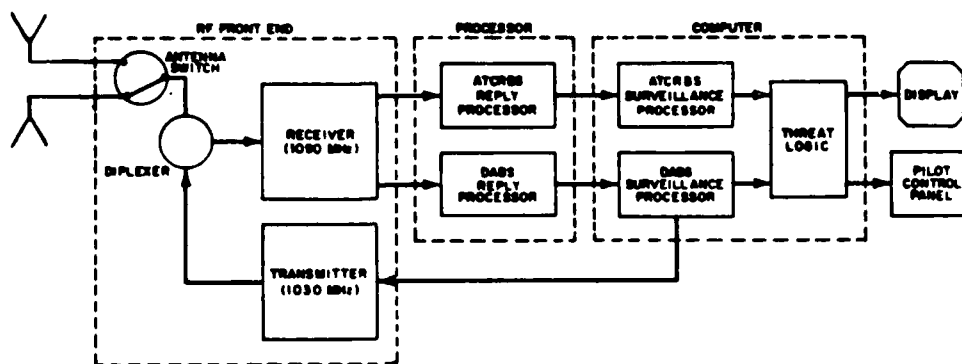 RF FRONT END
PROCESSOR
COMPUTER
ANTENNA
SWITCH
ATCRBS
REPLY
PROCESSOR
ATCRBS
SURVEILLANCE
PROCESSOR
DISPLAY
RECEIVER
(1090 MHz)
THREAT
LOGIC
DIPLEXER
DABS
REPLY
PROCESSOR
DABS
SURVEILLANCE
PROCESSOR
PILOT
CONTROL
PANEL
TRANSMITTER
(1030 MHz)